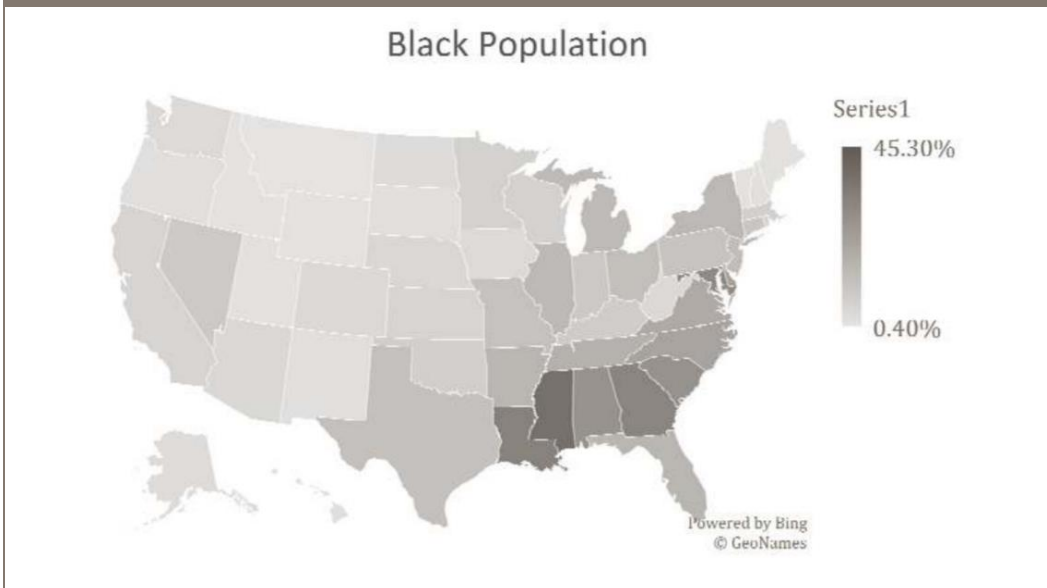 Black Population
Series1
45.30%
0.40%
Powered by Bing
© GeoNames